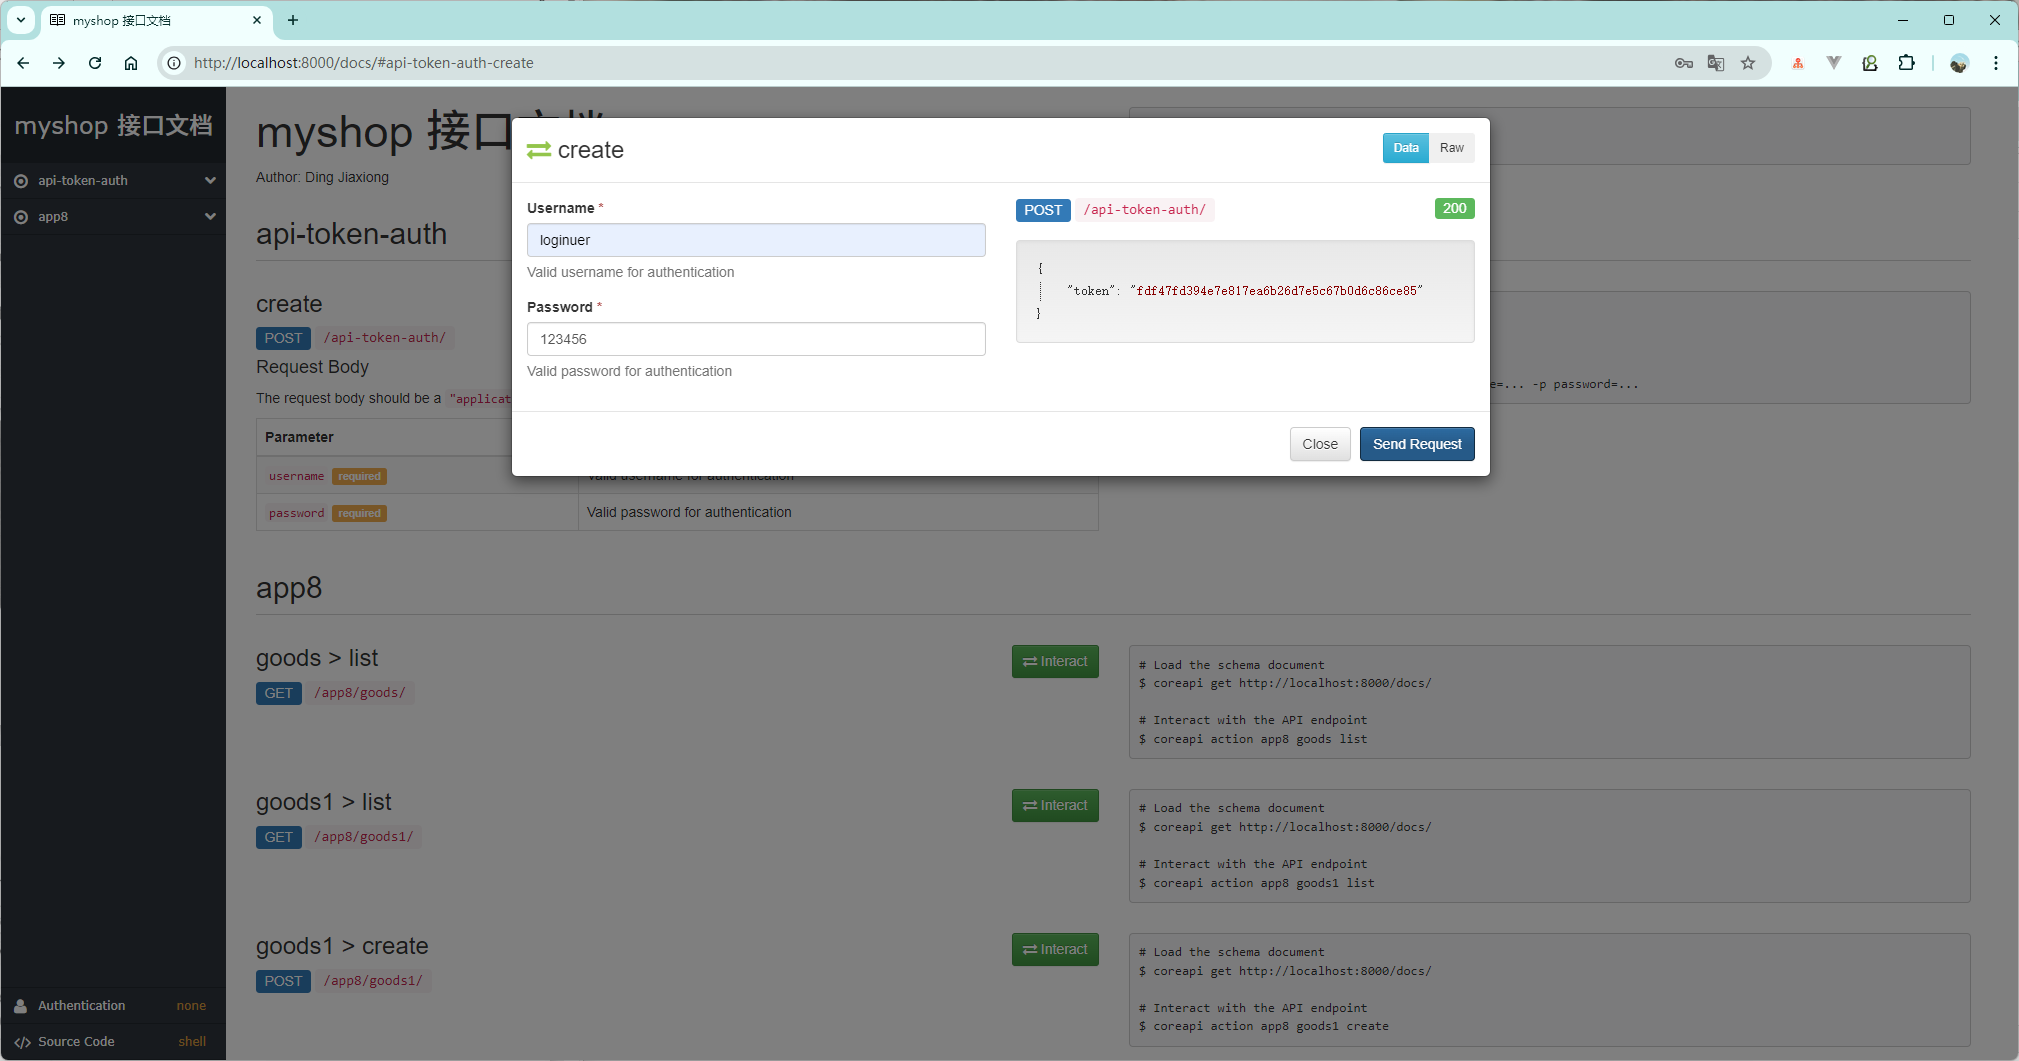 myshop 接口文档
http://localhost:8000/docs/#api-token-auth-create
myshop 接口文档
api-token-auth
app8
Authentication none
Source Code shell
myshop 接口文档
Author: Ding Jiaxiong
api-token-auth
create
POST /api-token-auth/
Request Body
The request body should be a "applicat
Parameter
username required Valid username for authentication
password required Valid password for authentication
e=... -p password=...
create
Data Raw
Username *
loginuer
Valid username for authentication
Password *
123456
Valid password for authentication
POST /api-token-auth/ 200
{
"token": "fdf47fd394e7e817ea6b26d7e5c67b0d6c86ce85"
}
Close Send Request
app8
goods > list
GET /app8/goods/
Interact
# Load the schema document
$ coreapi get http://localhost:8000/docs/
# Interact with the API endpoint
$ coreapi action app8 goods list
goods1 > list
GET /app8/goods1/
Interact
# Load the schema document
$ coreapi get http://localhost:8000/docs/
# Interact with the API endpoint
$ coreapi action app8 goods1 list
goods1 > create
POST /app8/goods1/
Interact
# Load the schema document
$ coreapi get http://localhost:8000/docs/
# Interact with the API endpoint
$ coreapi action app8 goods1 create